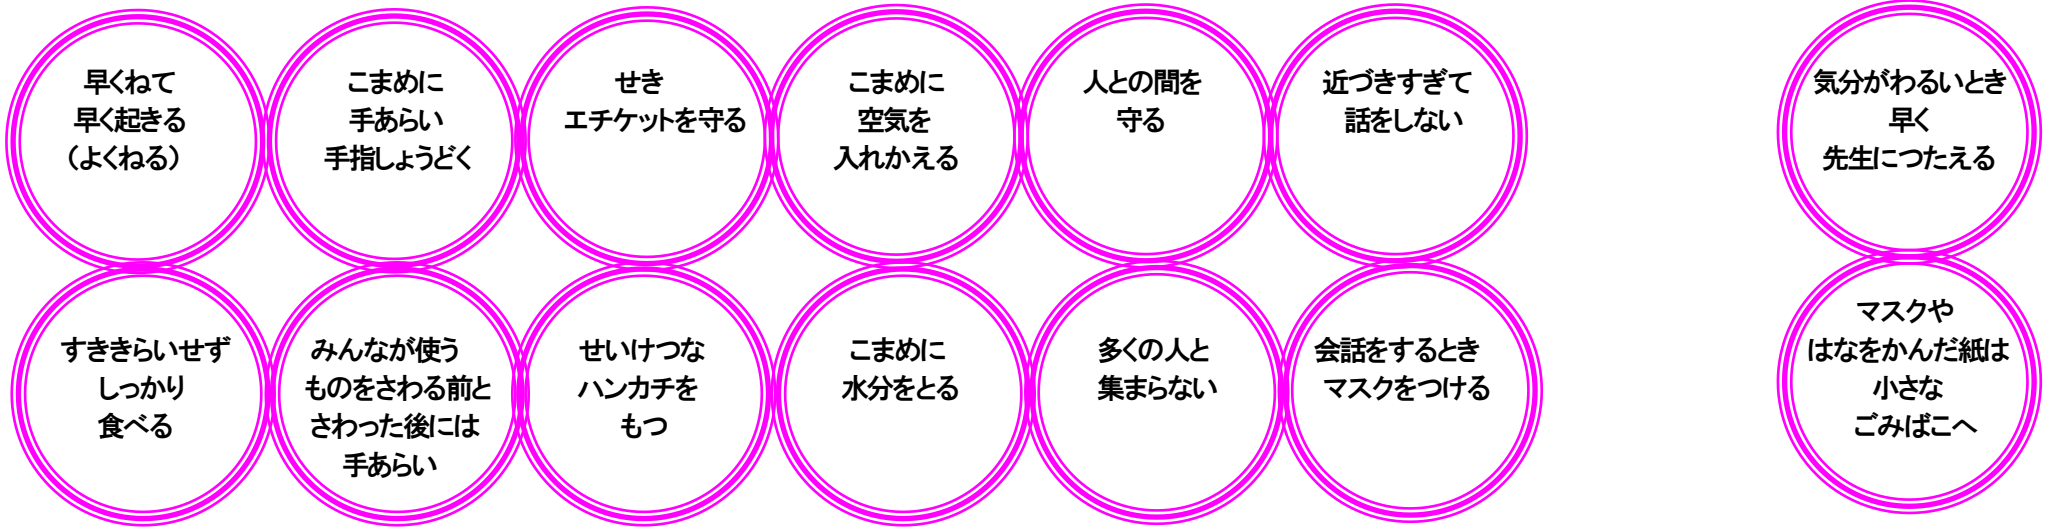 早くねて
早く起きる
（よくねる）
こまめに
手あらい
手指しょうどく
せき
エチケットを守る
こまめに
空気を
入れかえる
人との間を
守る
近づきすぎて
話をしない
気分がわるいとき
早く
先生につたえる
すききらいせず
しっかり
食べる
みんなが使う
ものをさわる前と
さわった後には
手あらい
せいけつな
ハンカチを
もつ
こまめに
水分をとる
多くの人と
集まらない
会話をするとき
マスクをつける
マスクや
はなをかんだ紙は
小さな
ごみばこへ